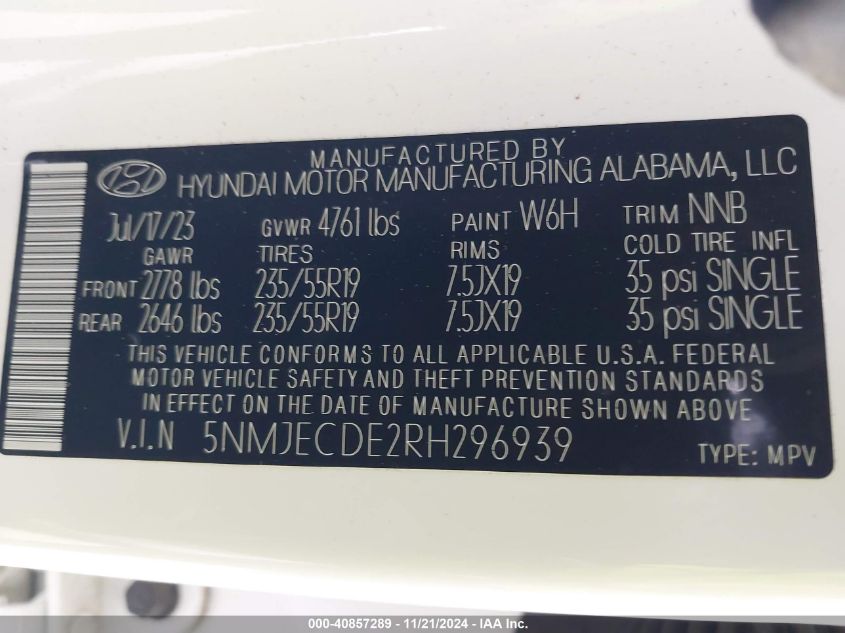 MANUFACTURED BY
HYUNDAI MOTOR MANUFACTURING ALABAMA, LLC
Jul/17/23 GVWR 4761 lbs PAINT W6H TRIM NNB
GAWR TIRES RIMS COLD TIRE INFL
FRONT 2778 lbs 235/55R19 7.5JX19 35 psi SINGLE
REAR 2646 lbs 235/55R19 7.5JX19 35 psi SINGLE
THIS VEHICLE CONFORMS TO ALL APPLICABLE U.S.A. FEDERAL
MOTOR VEHICLE SAFETY AND THEFT PREVENTION STANDARDS
IN EFFECT ON THE DATE OF MANUFACTURE SHOWN ABOVE
V.I.N 5NMJECDE2RH296939 TYPE: MPV
000-40857289 - 11/21/2024 - IAA Inc.